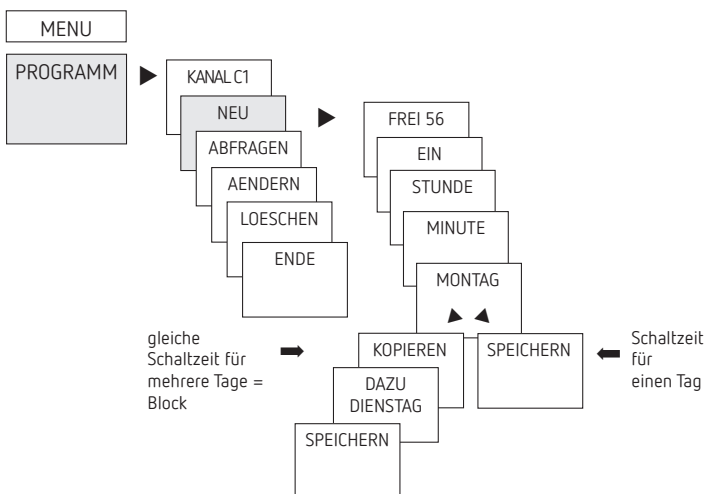 MENU
PROGRAMM
KANAL C1
NEU
ABFRAGEN
AENDERN
LOESCHEN
ENDE
FREI 56
EIN
STUNDE
MINUTE
MONTAG
gleiche
Schaltzeit für
mehrere Tage =
Block
KOPIEREN
DAZU
DIENSTAG
SPEICHERN
SPEICHERN
Schaltzeit
für
einen Tag